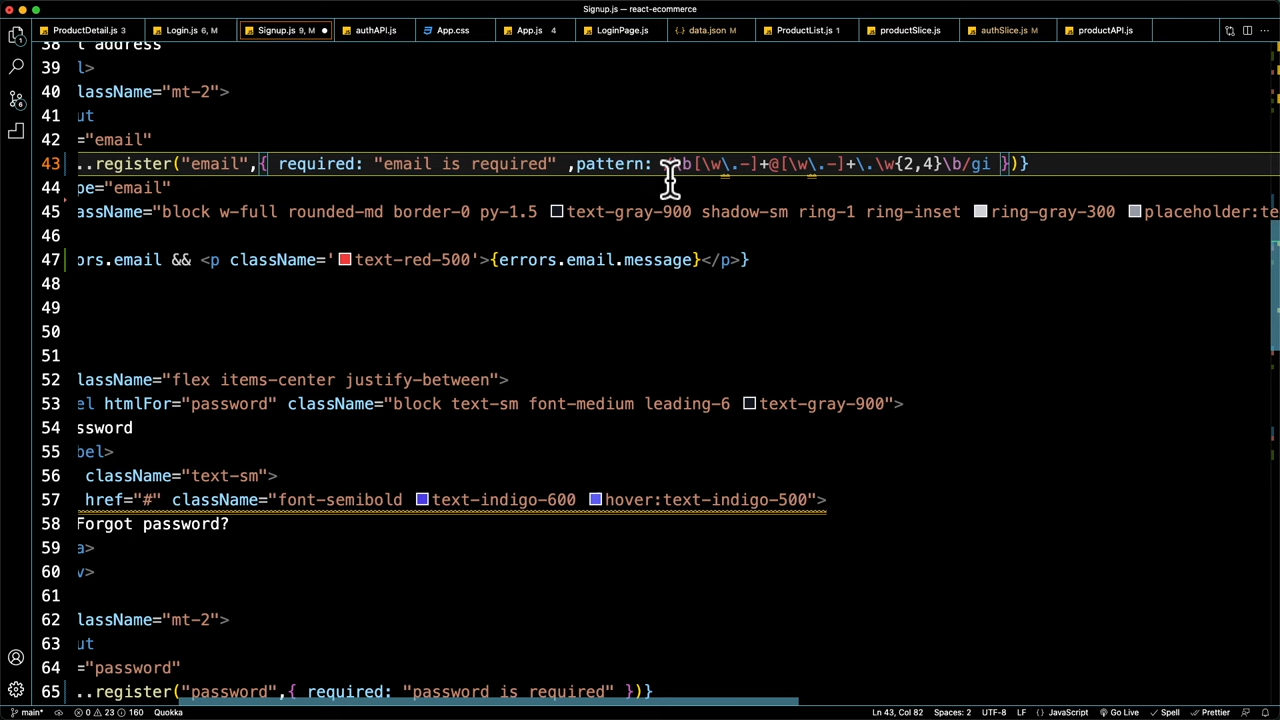 Signup.js — react-ecommerce
ProductDetail.js 3 Login.js 6, M Signup.js 9, M authAPI.js App.css App.js 4 LoginPage.js data.json M ProductList.js 1 productSlice.js authSlice.js M productAPI.js
38 l address
39 l>
40 lassName="mt-2">
41 ut
42 ="email"
43 ..register("email",{ required: "email is required" ,pattern: b[\w\.-]+@[\w\.-]+\.\w{2,4}\b/gi })}
44 pe="email"
45 assName="block w-full rounded-md border-0 py-1.5 text-gray-900 shadow-sm ring-1 ring-inset ring-gray-300 placeholder:te
46
47 ors.email && <p className='text-red-500'>{errors.email.message}</p>}
48
49
50
51
52 lassName="flex items-center justify-between">
53 el htmlFor="password" className="block text-sm font-medium leading-6 text-gray-900">
54 ssword
55 bel>
56 className="text-sm">
57 href="#" className="font-semibold text-indigo-600 hover:text-indigo-500">
58 Forgot password?
59 a>
60 v>
61
62 lassName="mt-2">
63 ut
64 ="password"
65 ..register("password",{ required: "password is required" })}
main* 0 23 160 Quokka Ln 43, Col 82 Spaces: 2 UTF-8 LF JavaScript Go Live Spell Prettier